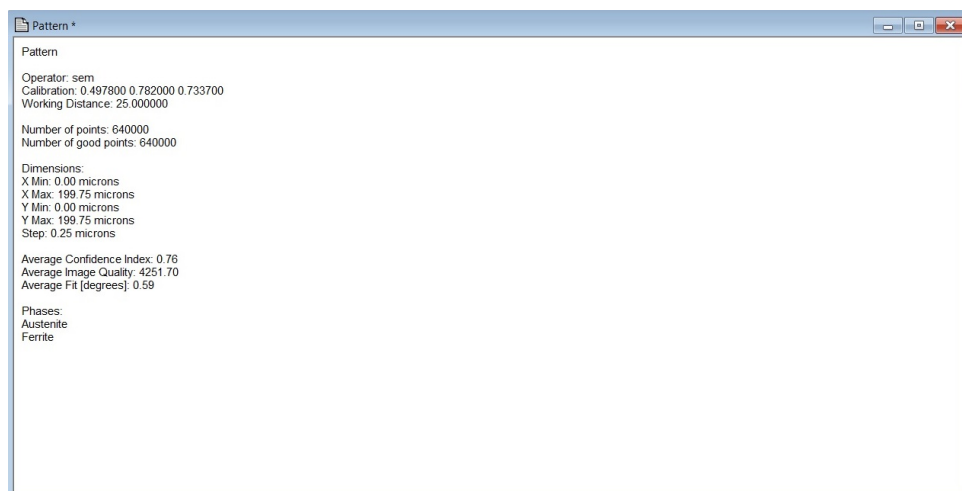 Pattern *
Pattern
Operator: sem
Calibration: 0.497800 0.782000 0.733700
Working Distance: 25.000000
Number of points: 640000
Number of good points: 640000
Dimensions:
X Min: 0.00 microns
X Max: 199.75 microns
Y Min: 0.00 microns
Y Max: 199.75 microns
Step: 0.25 microns
Average Confidence Index: 0.76
Average Image Quality: 4251.70
Average Fit [degrees]: 0.59
Phases:
Austenite
Ferrite